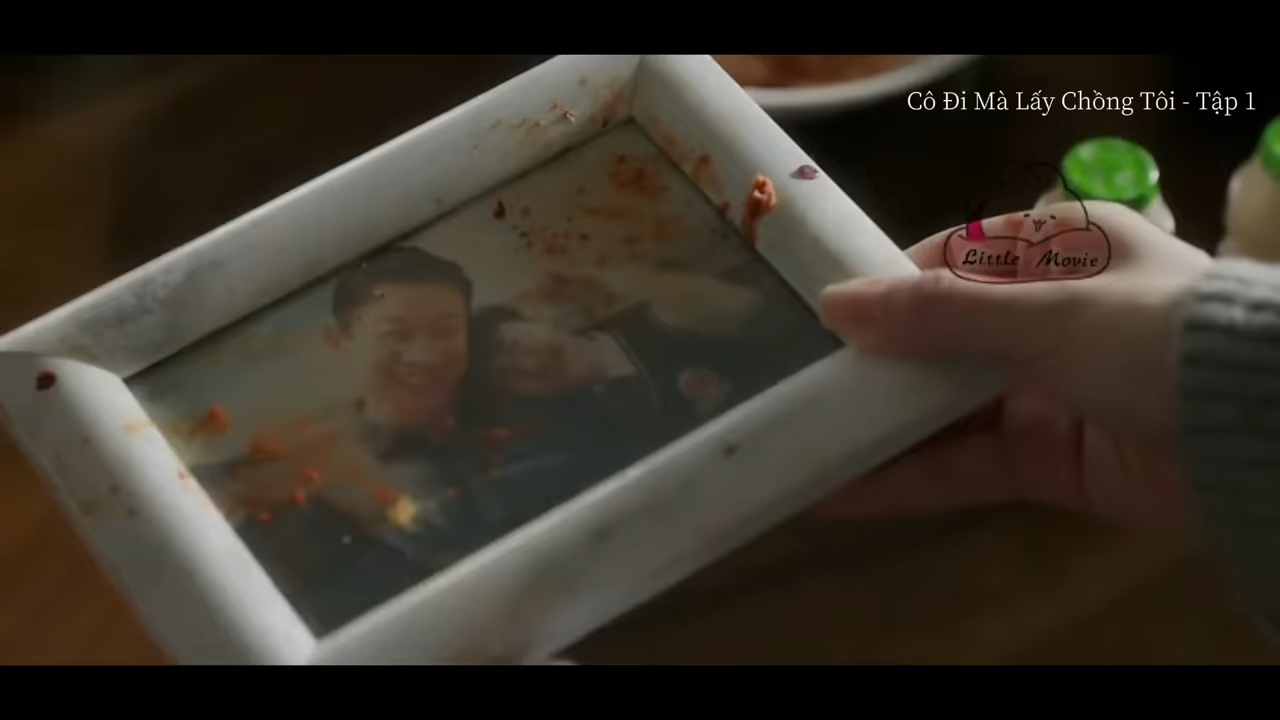 Cô Đi Mà Lấy Chồng Tôi - Tập 1
Little Movie